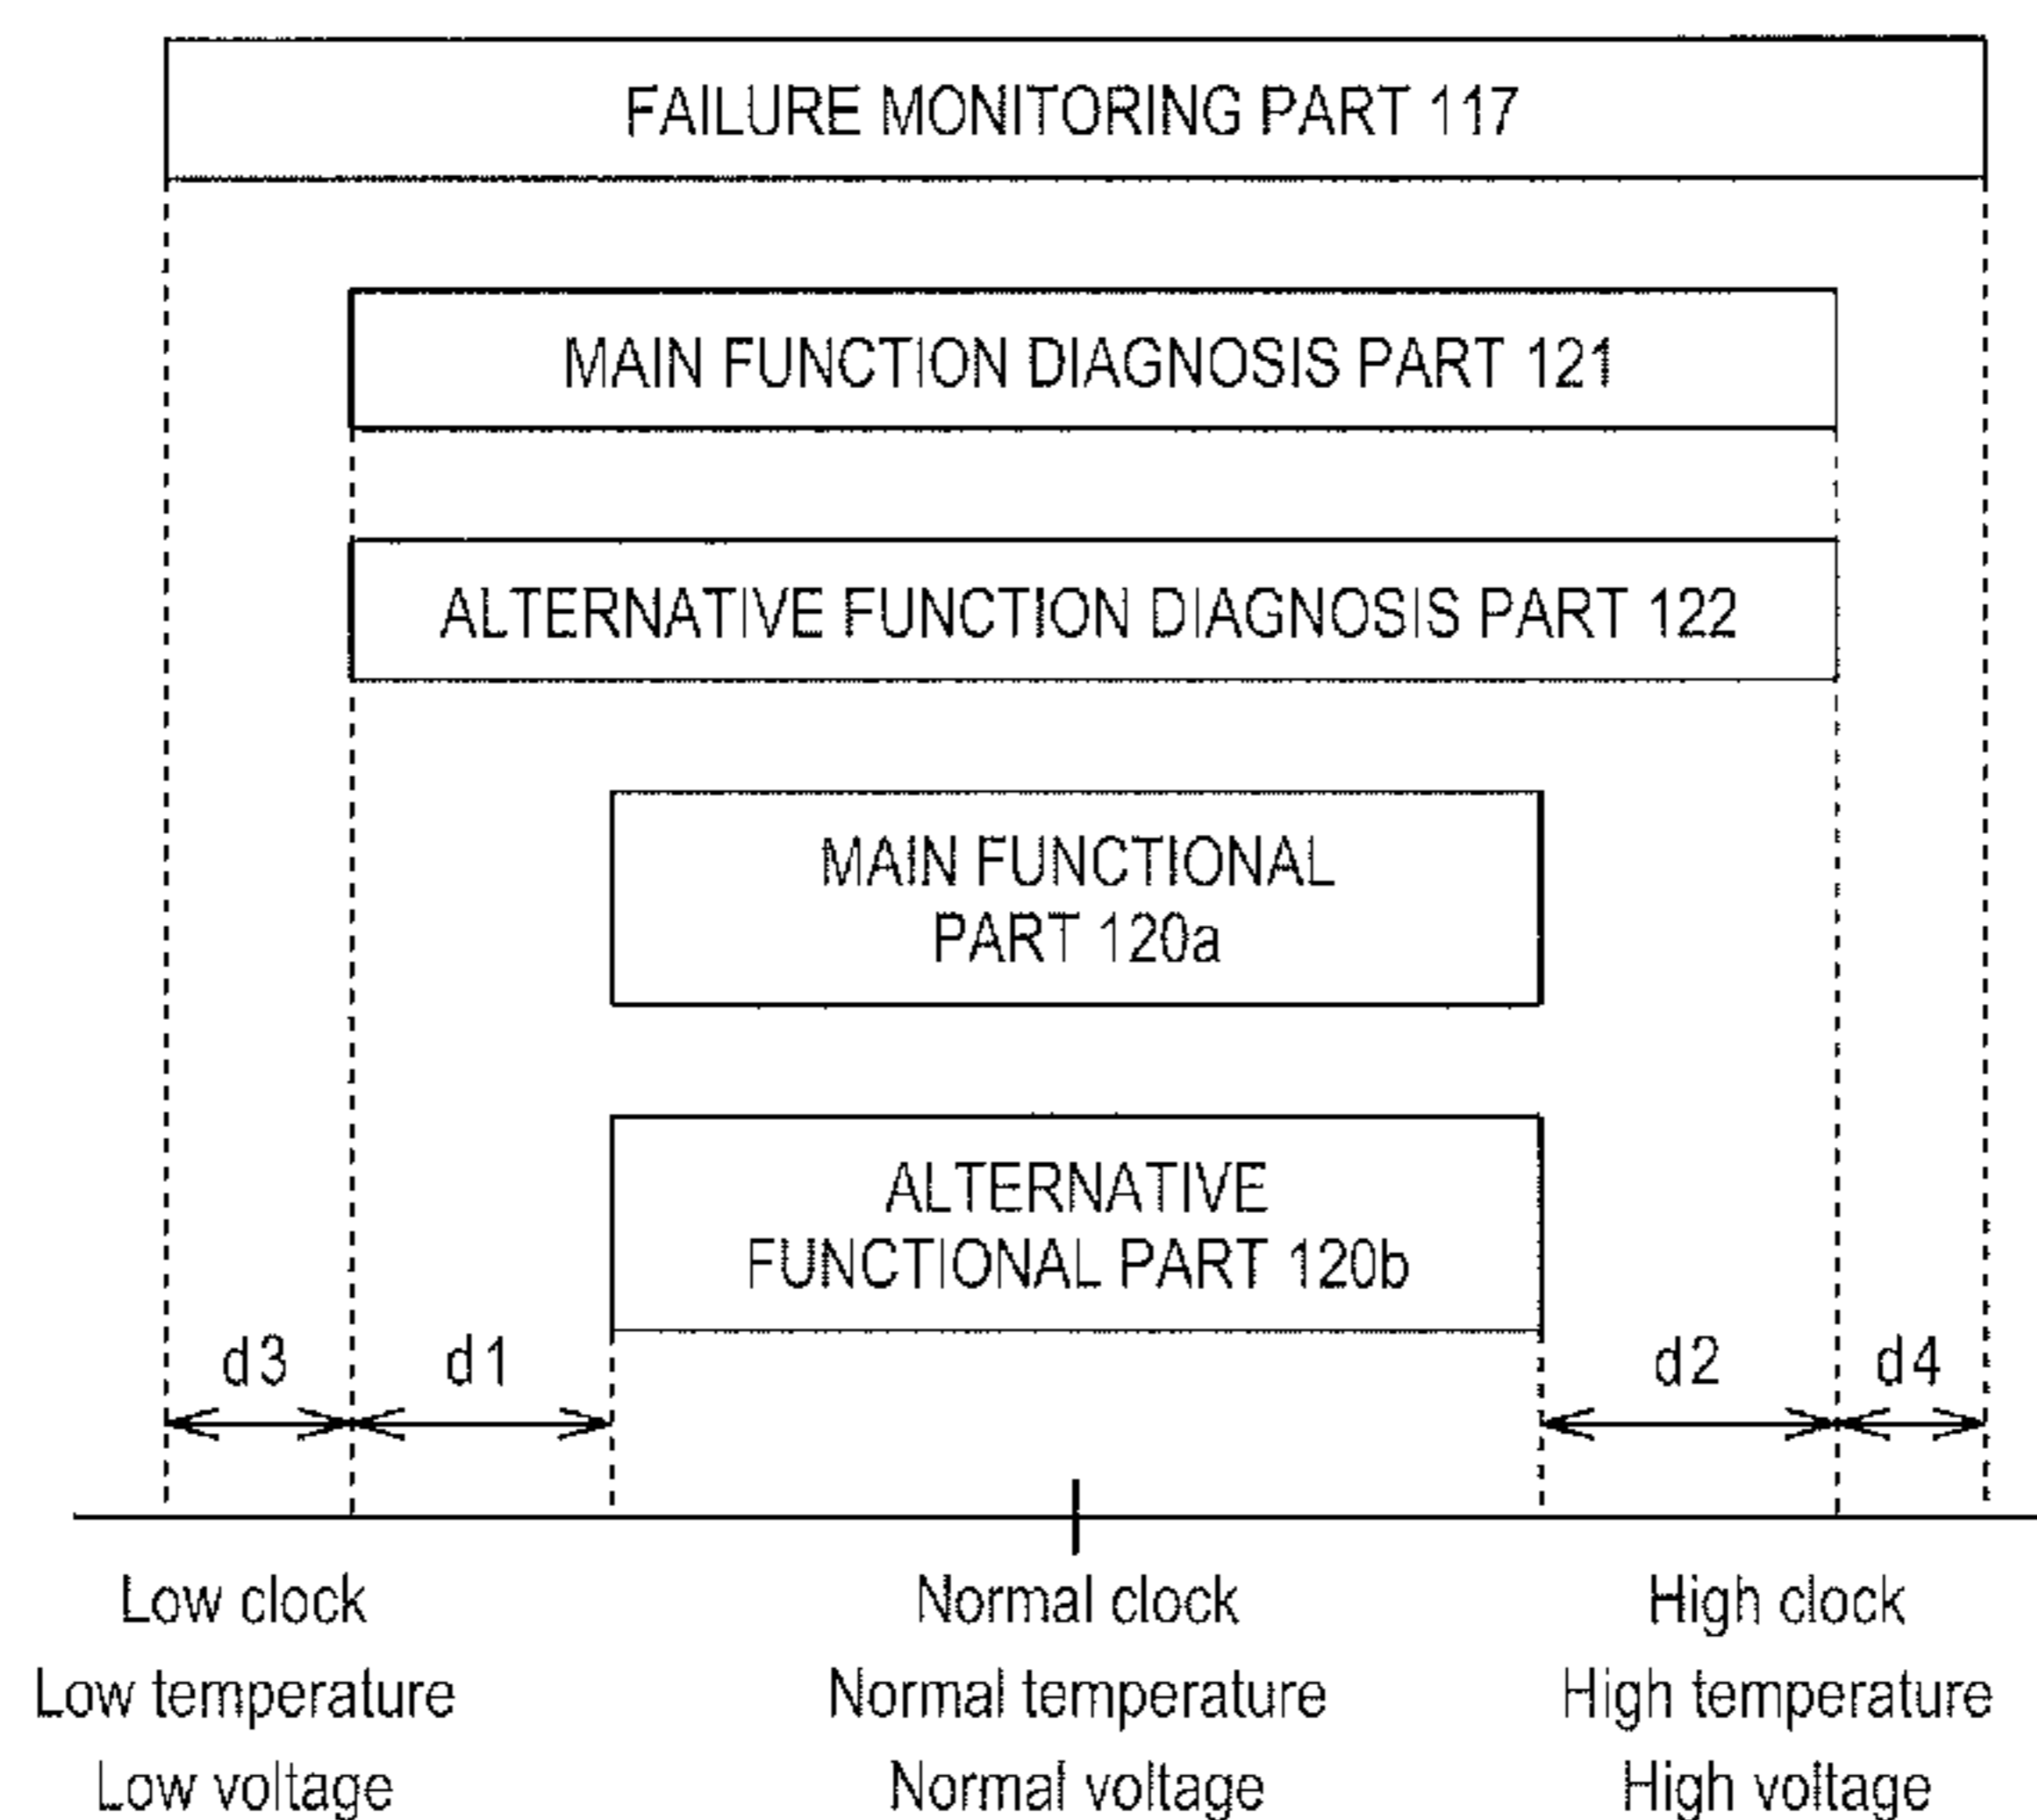 FAILURE MONITORING PART 117
MAIN FUNCTION DIAGNOSIS PART 121
ALTERNATIVE FUNCTION DIAGNOSIS PART 122
MAIN FUNCTIONAL
PART 120a
ALTERNATIVE
FUNCTIONAL PART 120b
d3 d1 d2 d4
Low clock Normal clock High clock
Low temperature Normal temperature High temperature
Low voltage Normal voltage High voltage